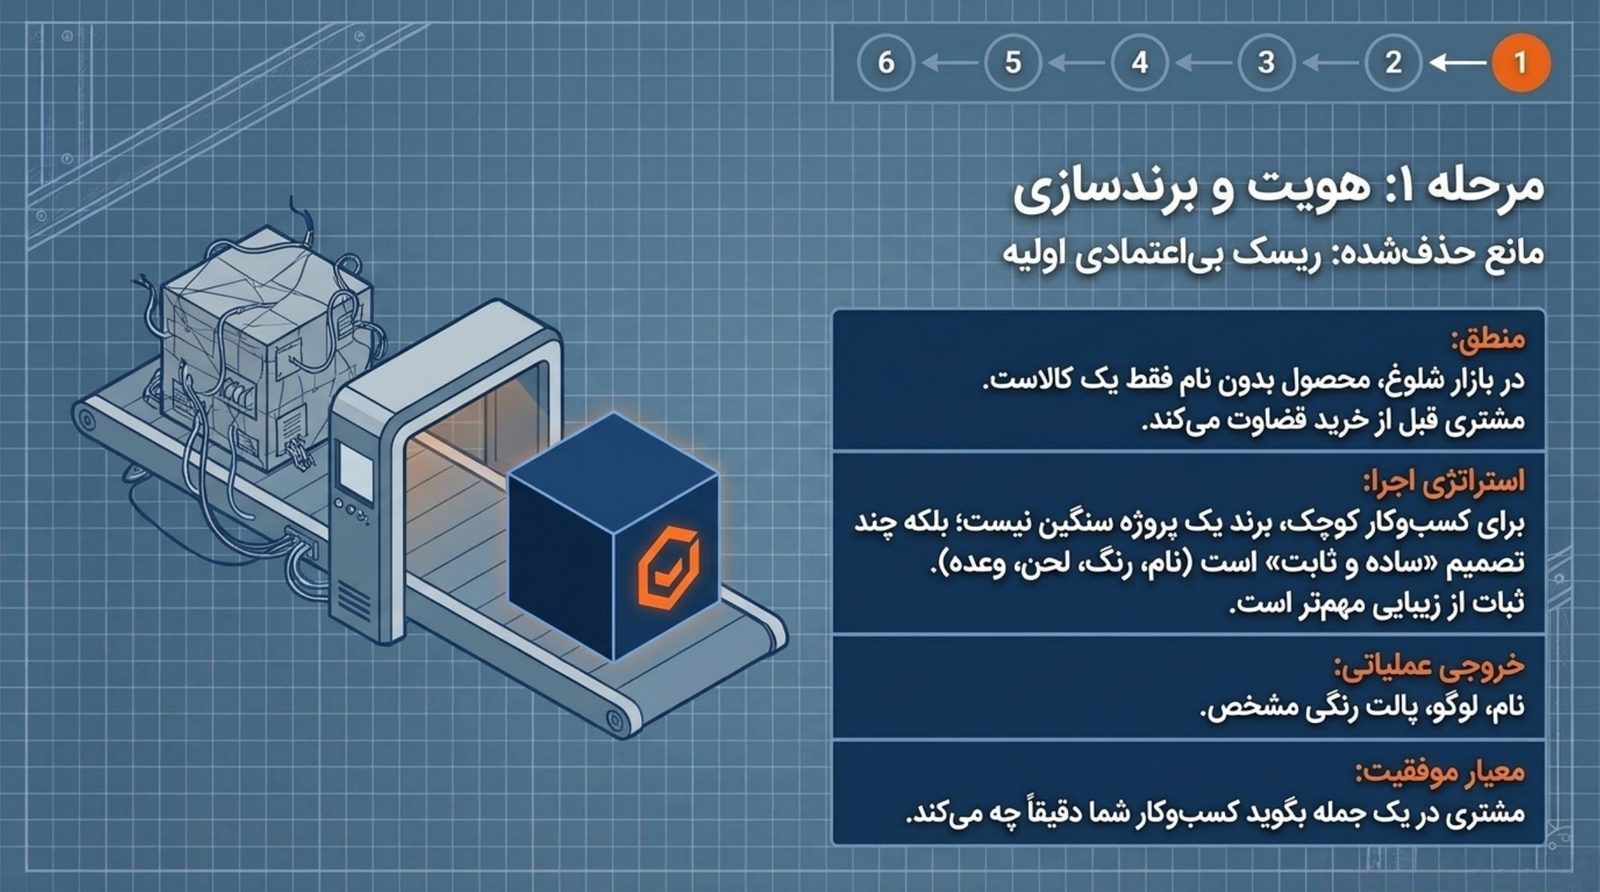 1 2 3 4 5 6
مرحله ۱: هویت و برندسازی
مانع حذف‌شده: ریسک بی‌اعتمادی اولیه
منطق:
در بازار شلوغ، محصول بدون نام فقط یک کالاست.
مشتری قبل از خرید قضاوت می‌کند.
استراتژی اجرا:
برای کسب‌وکار کوچک، برند یک پروژه سنگین نیست؛ بلکه چند
تصمیم «ساده و ثابت» است (نام، رنگ، لحن، وعده).
ثبات از زیبایی مهم‌تر است.
خروجی عملیاتی:
نام، لوگو، پالت رنگی مشخص.
معیار موفقیت:
مشتری در یک جمله بگوید کسب‌وکار شما دقیقاً چه می‌کند.